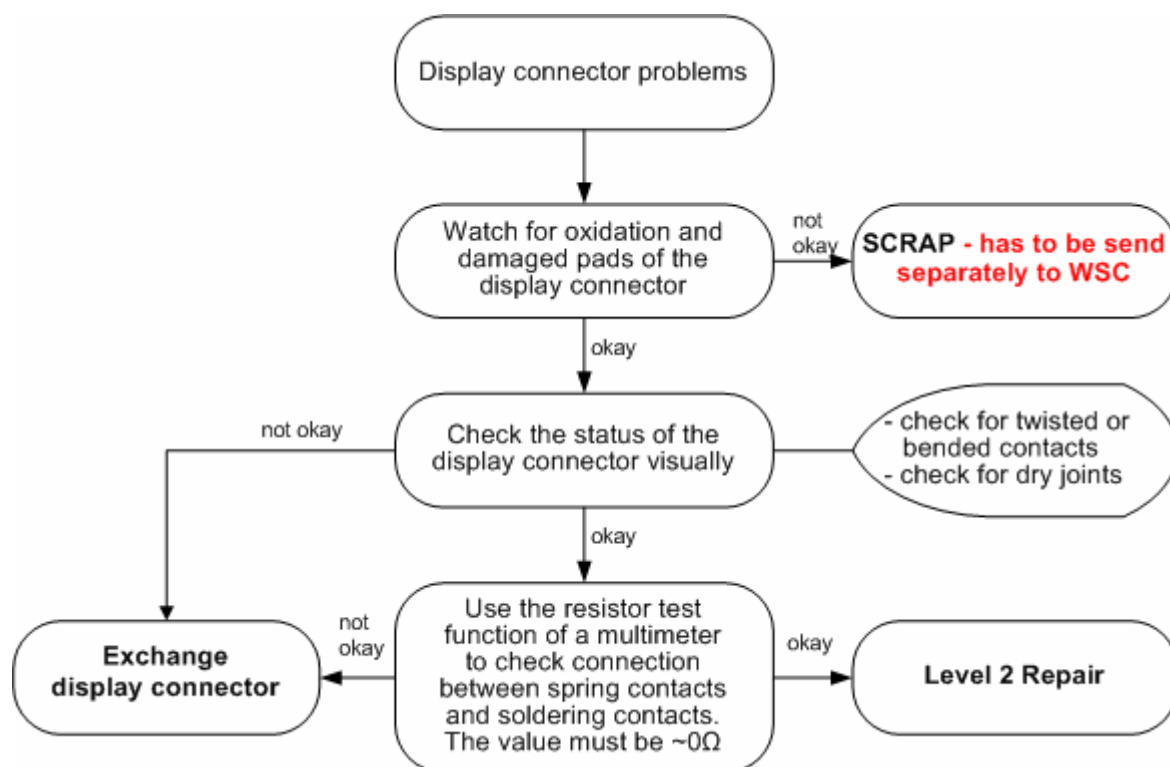 Display connector problems
Watch for oxidation and
damaged pads of the
display connector
not
okay
SCRAP - has to be send
separately to WSC
okay
Check the status of the
display connector visually
not okay
- check for twisted or
bended contacts
- check for dry joints
okay
Use the resistor test
function of a multimeter
to check connection
between spring contacts
and soldering contacts.
The value must be ~0Ω
not
okay
Exchange
display connector
okay
Level 2 Repair